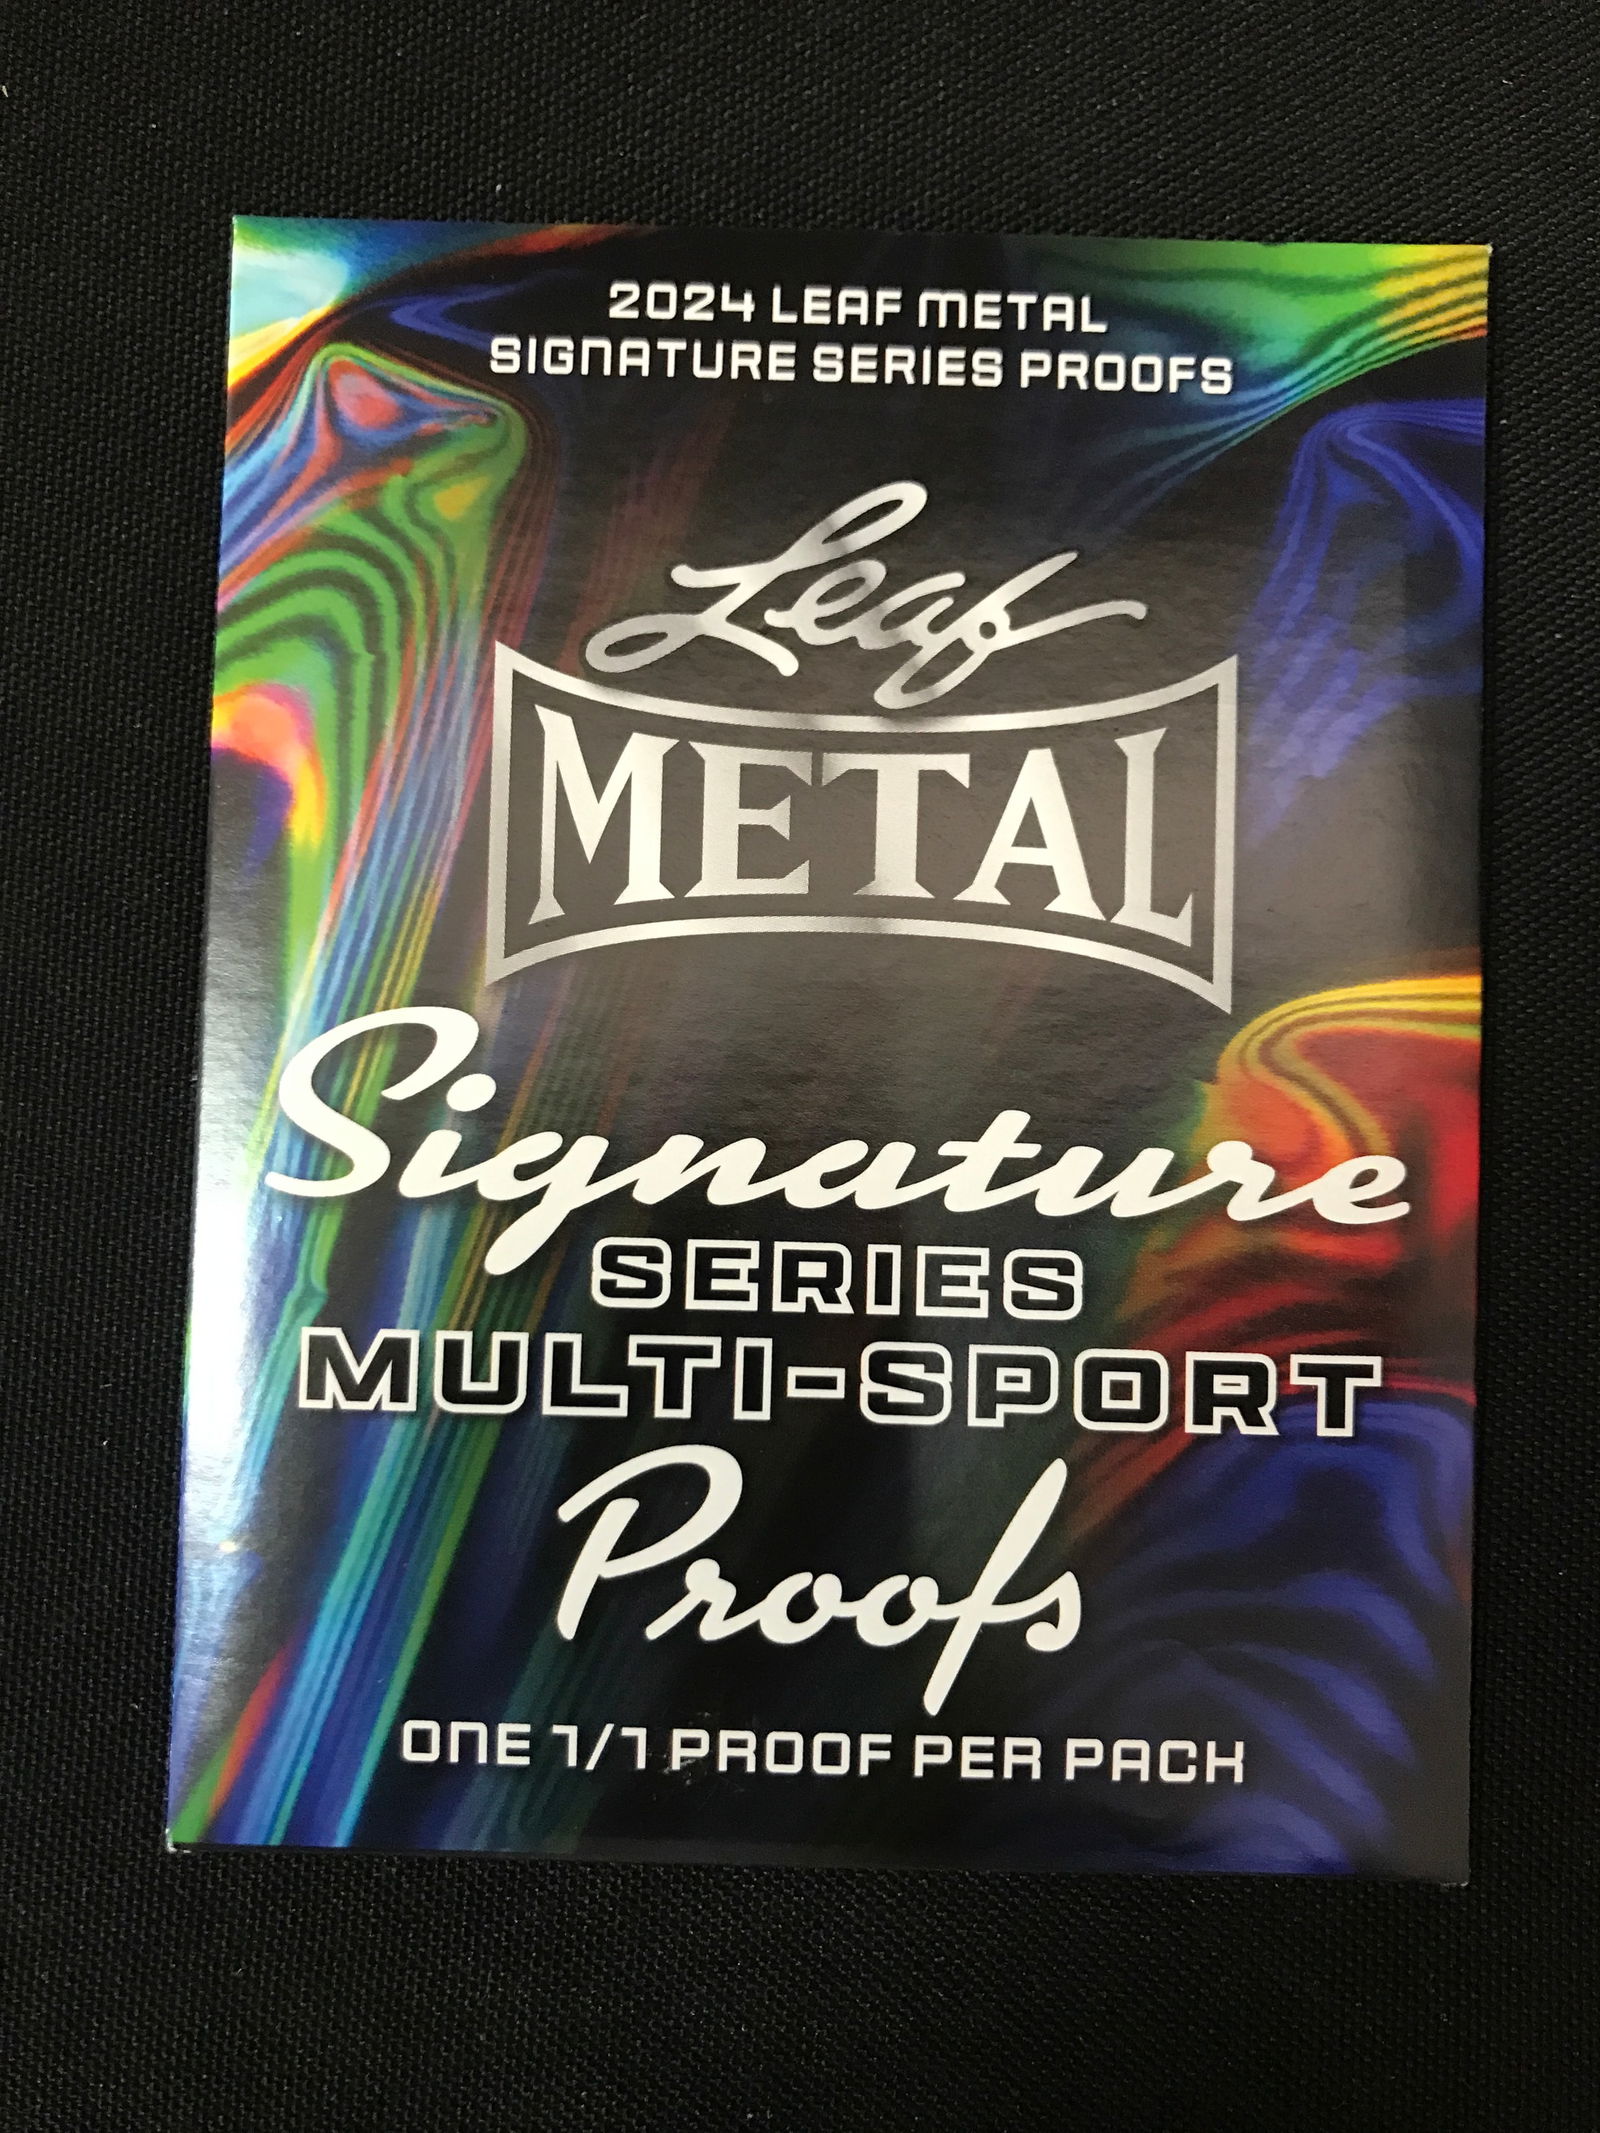 2024 LEAF METAL
SIGNATURE SERIES PROOFS
Leaf
METAL
Signature
SERIES
MULTI-SPORT
Proofs
ONE 1/1 PROOF PER PACK